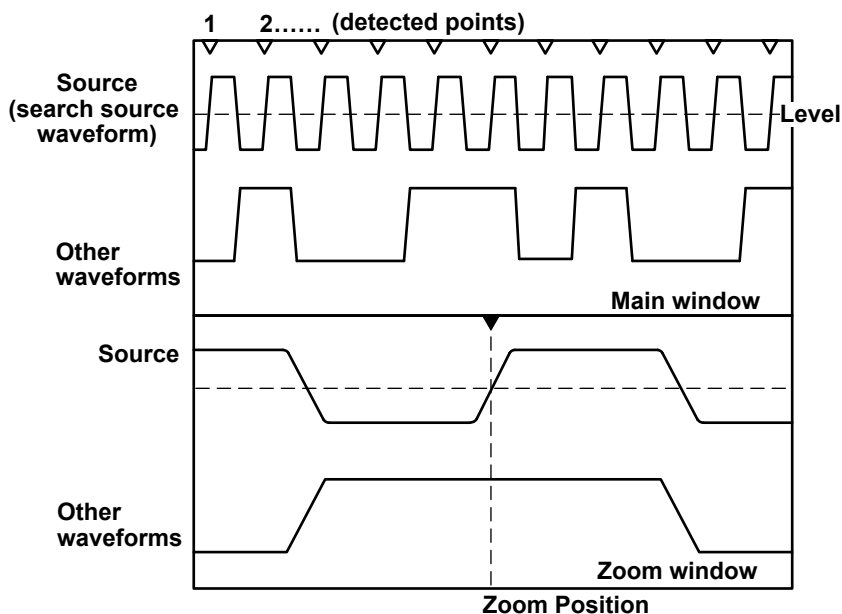 1 2...... (detected points)
Source
(search source
waveform)
Level
Other
waveforms
Main window
Source
Other
waveforms
Zoom window
Zoom Position